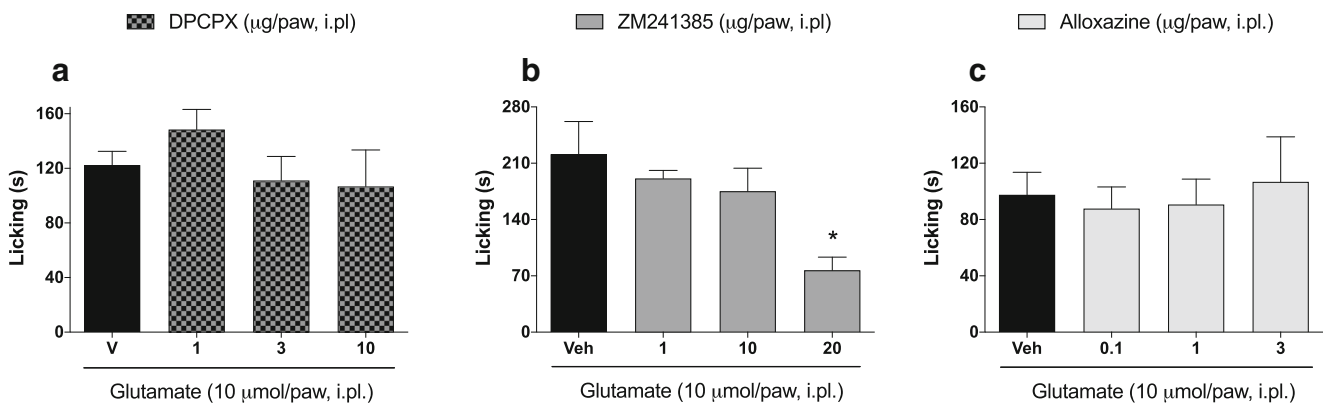 DPCPX (μg/paw, i.pl)
ZM241385 (μg/paw, i.pl.)
Alloxazine (μg/paw, i.pl.)
a
160
120
80
40
0
Licking (s)
V
1
3
10
Glutamate (10 μmol/paw, i.pl.)
b
280
210
140
70
0
Licking (s)
*
Veh
1
10
20
Glutamate (10 μmol/paw, i.pl.)
c
160
120
80
40
0
Licking (s)
Veh
0.1
1
3
Glutamate (10 μmol/paw, i.pl.)